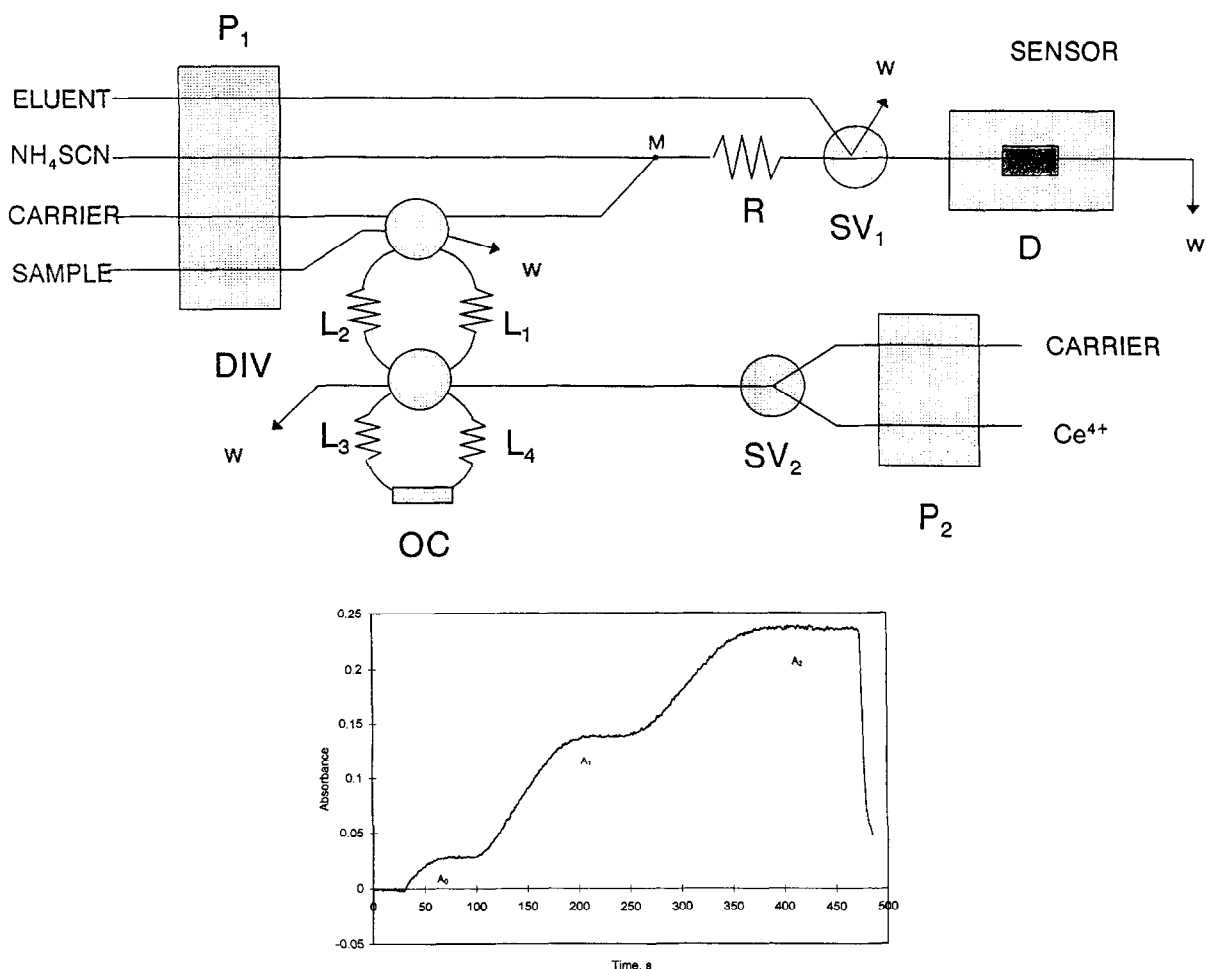 P₁
SENSOR
W
ELUENT
NH₄SCN
M
CARRIER
R
SV₁
D
W
SAMPLE
W
L₂
L₁
DIV
CARRIER
L₃
L₄
W
SV₂
Ce⁴⁺
P₂
OC
0.25
0.2
0.15
0.1
0.05
0
-0.05
Absorbance
A₀
A₁
A₂
0 50 100 150 200 250 300 350 400 450 500
Time, s